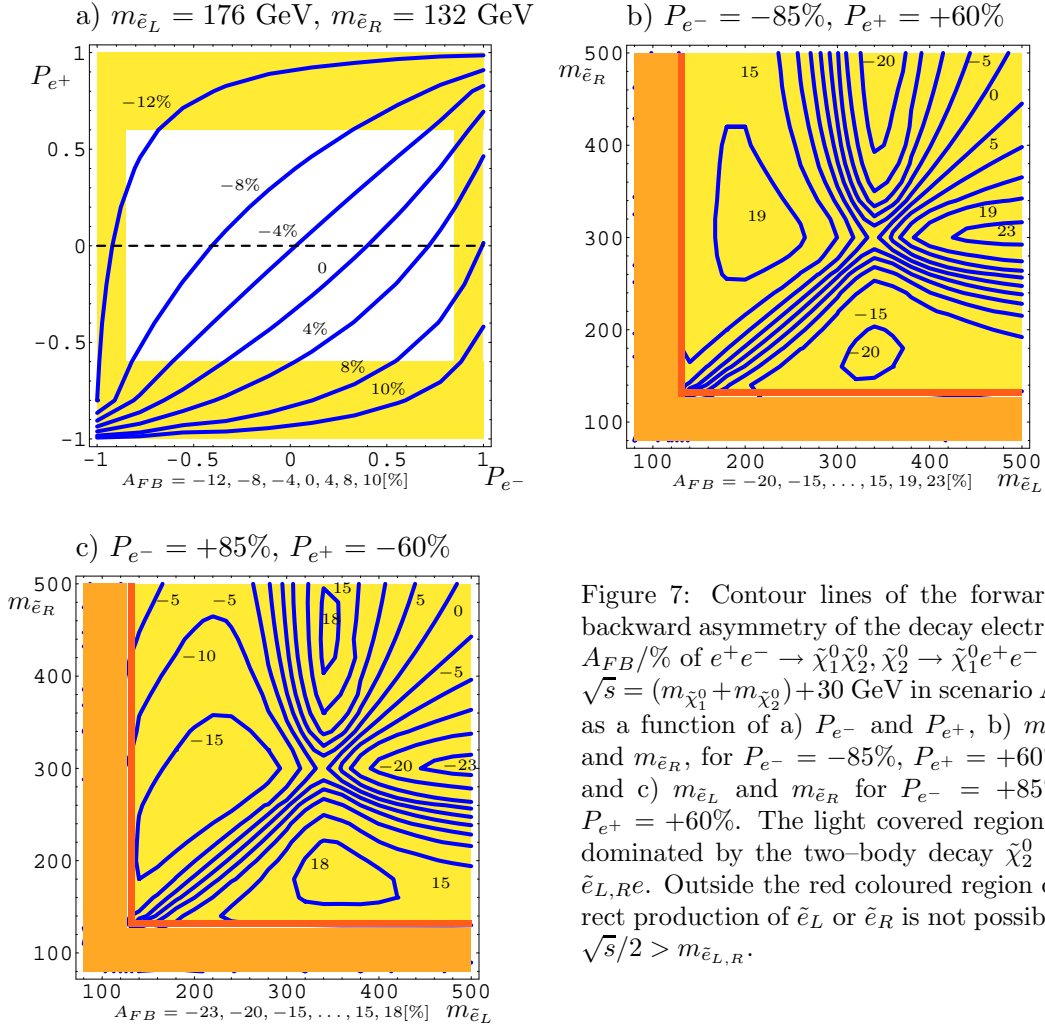 a) m_{ẽ_L} = 176 GeV, m_{ẽ_R} = 132 GeV
P_{e+}
1
0.5
0
−0.5
−1
−12%
−8%
−4%
0
4%
8%
10%
−1 −0.5 0 0.5 1
A_{FB} = −12, −8, −4, 0, 4, 8, 10[%]
P_{e−}
b) P_{e−} = −85%, P_{e+} = +60%
m_{ẽ_R}
500
400
300
200
100
15
−20
−5
0
5
19
19
23
−15
−20
100 200 300 400 500
A_{FB} = −20, −15, . . . , 15, 19, 23[%]
m_{ẽ_L}
c) P_{e−} = +85%, P_{e+} = −60%
m_{ẽ_R}
500
400
300
200
100
−5
−5
15
5
0
18
−10
−5
−15
−20
−23
18
15
100 200 300 400 500
A_{FB} = −23, −20, −15, . . . , 15, 18[%]
m_{ẽ_L}
Figure 7: Contour lines of the forwar
backward asymmetry of the decay electr
A_{FB}/% of e⁺e⁻ → χ̃⁰₁χ̃⁰₂, χ̃⁰₂ → χ̃⁰₁e⁺e⁻
√s = (m_{χ̃⁰₁} + m_{χ̃⁰₂}) + 30 GeV in scenario
as a function of a) P_{e−} and P_{e+}, b) m
and m_{ẽ_R}, for P_{e−} = −85%, P_{e+} = +60
and c) m_{ẽ_L} and m_{ẽ_R} for P_{e−} = +85
P_{e+} = +60%. The light covered region
dominated by the two–body decay χ̃⁰₂
ẽ_{L,R}e. Outside the red coloured region
rect production of ẽ_L or ẽ_R is not possib
√s/2 > m_{ẽ_{L,R}}.